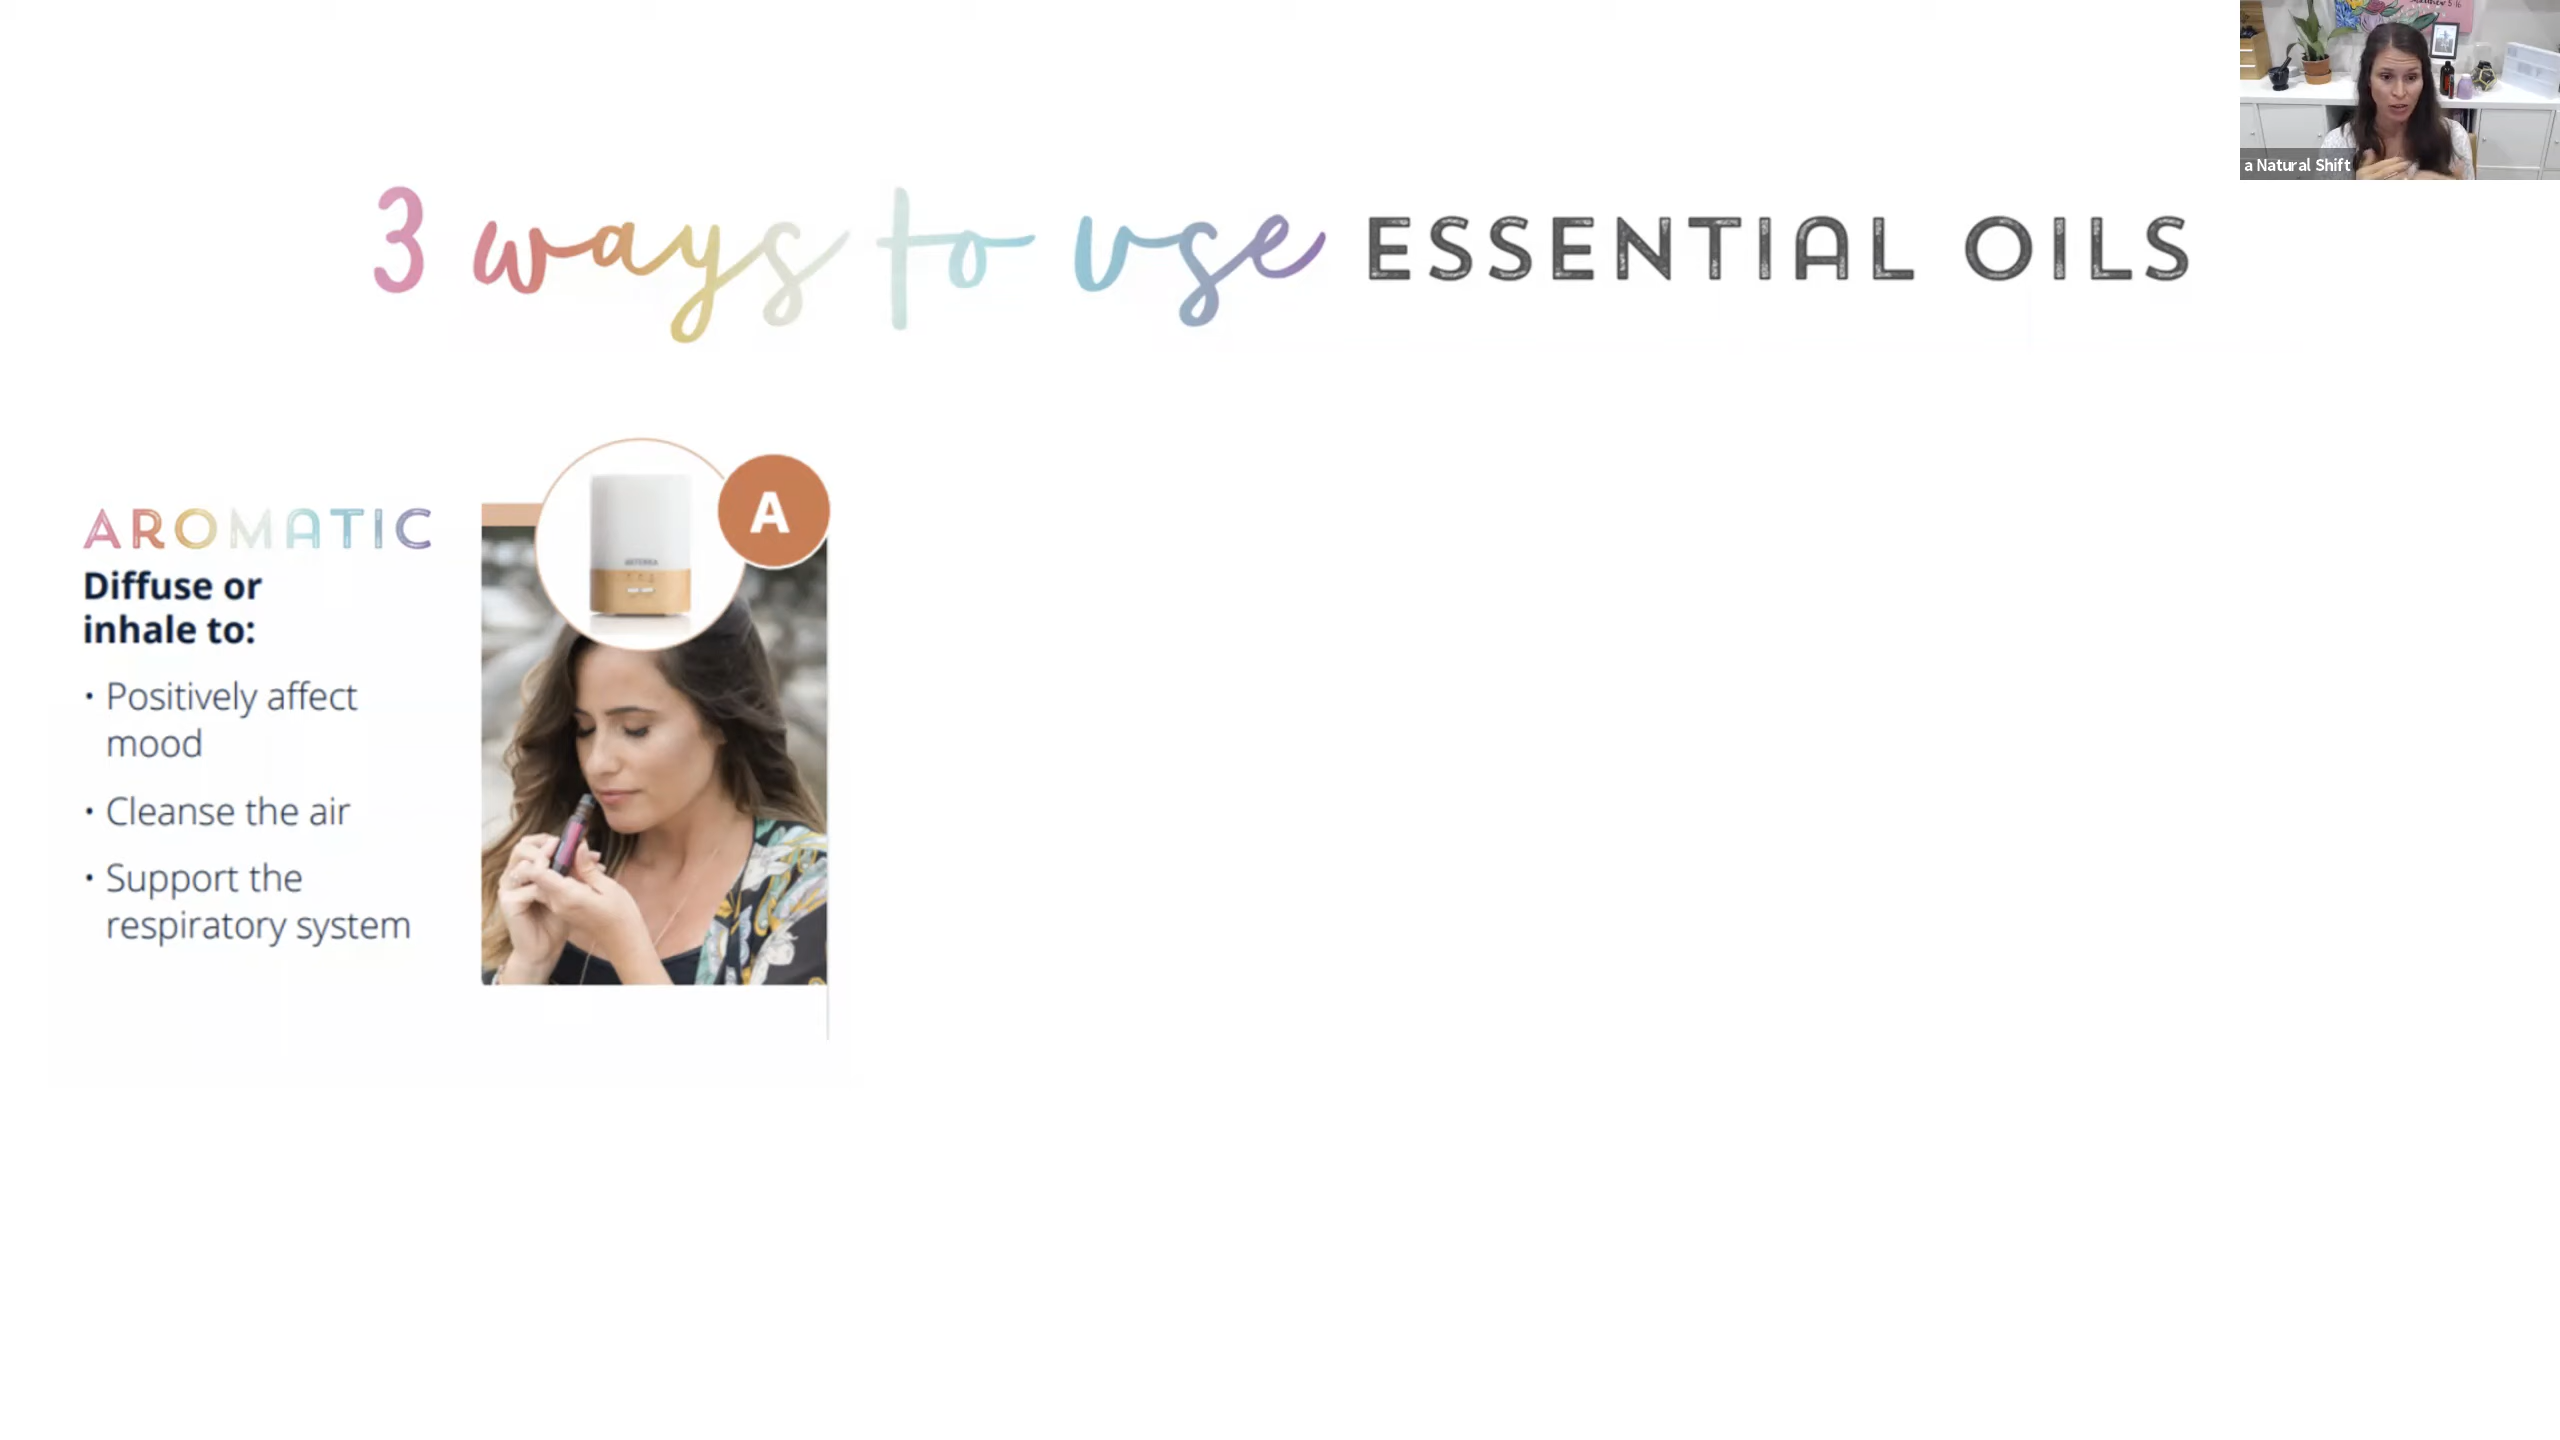 a Natural Shift
3 ways to use ESSENTIAL OILS
A
AROMATIC
Diffuse or
inhale to:
• Positively affect
mood
• Cleanse the air
• Support the
respiratory system